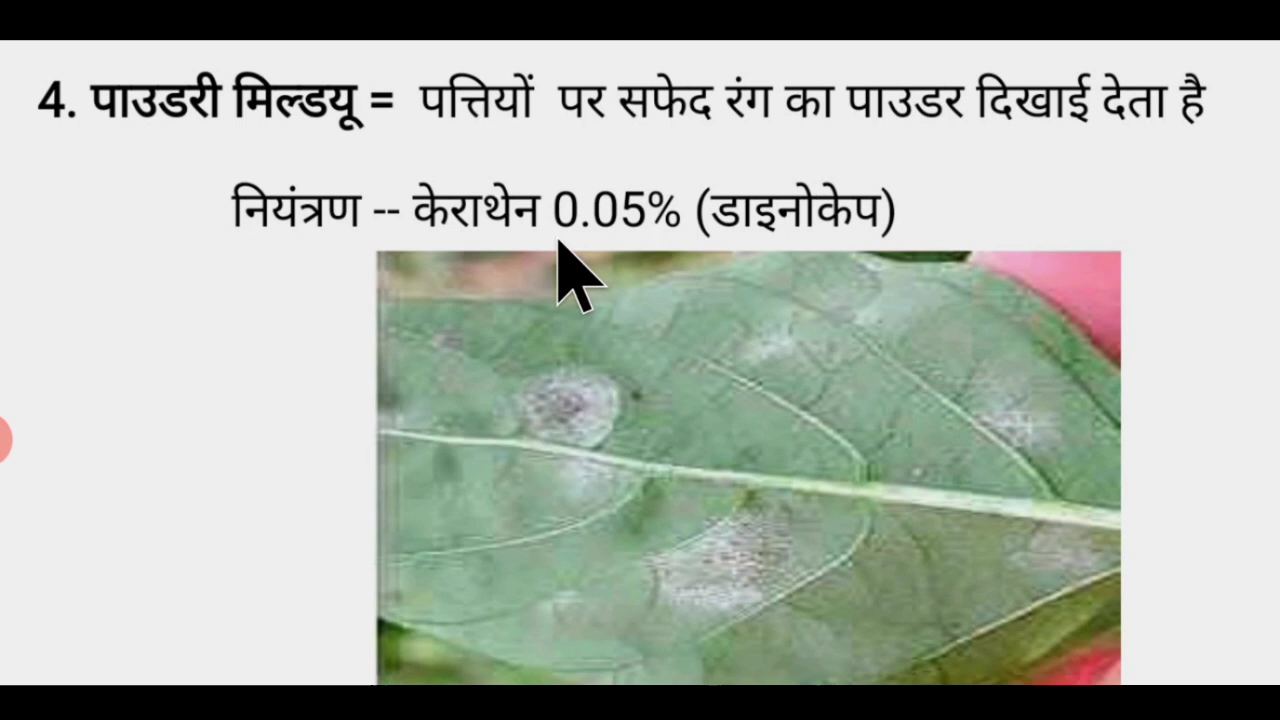 4. पाउडरी मिल्डयू = पत्तियों पर सफेद रंग का पाउडर दिखाई देता है
नियंत्रण -- केराथेन 0.05% (डाइनोकेप)